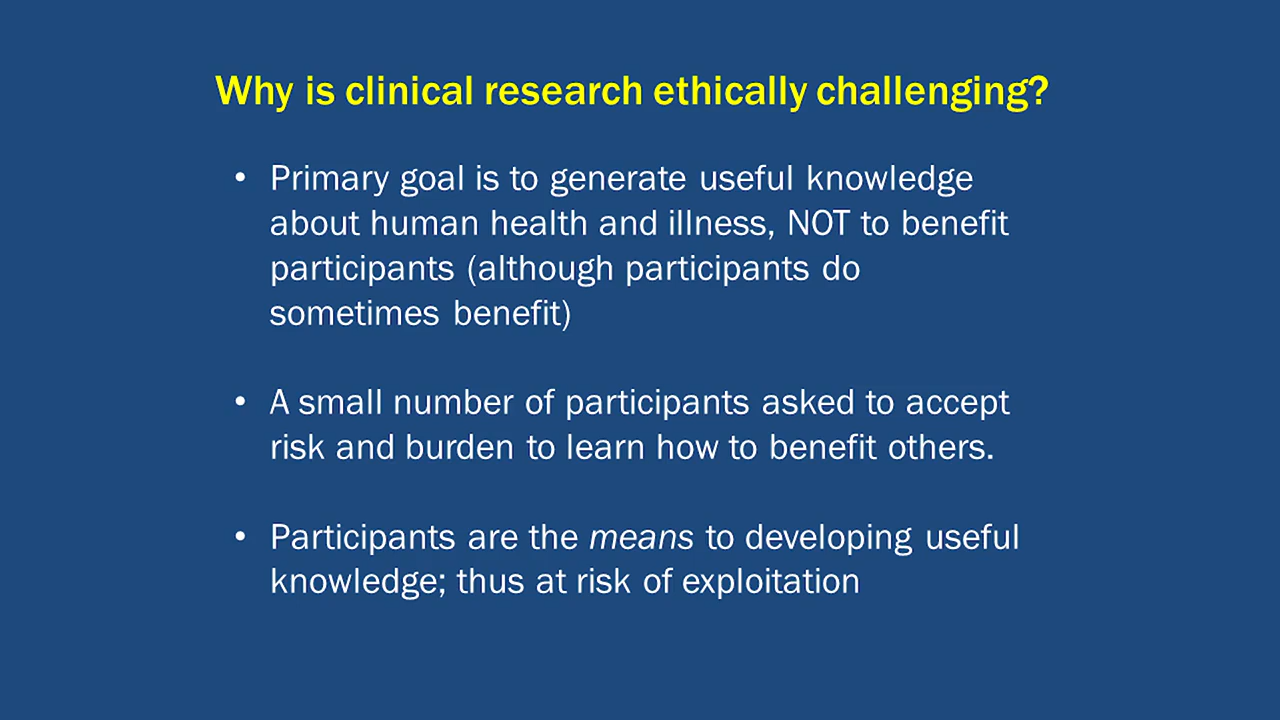 Why is clinical research ethically challenging?
• Primary goal is to generate useful knowledge
about human health and illness, NOT to benefit
participants (although participants do
sometimes benefit)
• A small number of participants asked to accept
risk and burden to learn how to benefit others.
• Participants are the means to developing useful
knowledge; thus at risk of exploitation